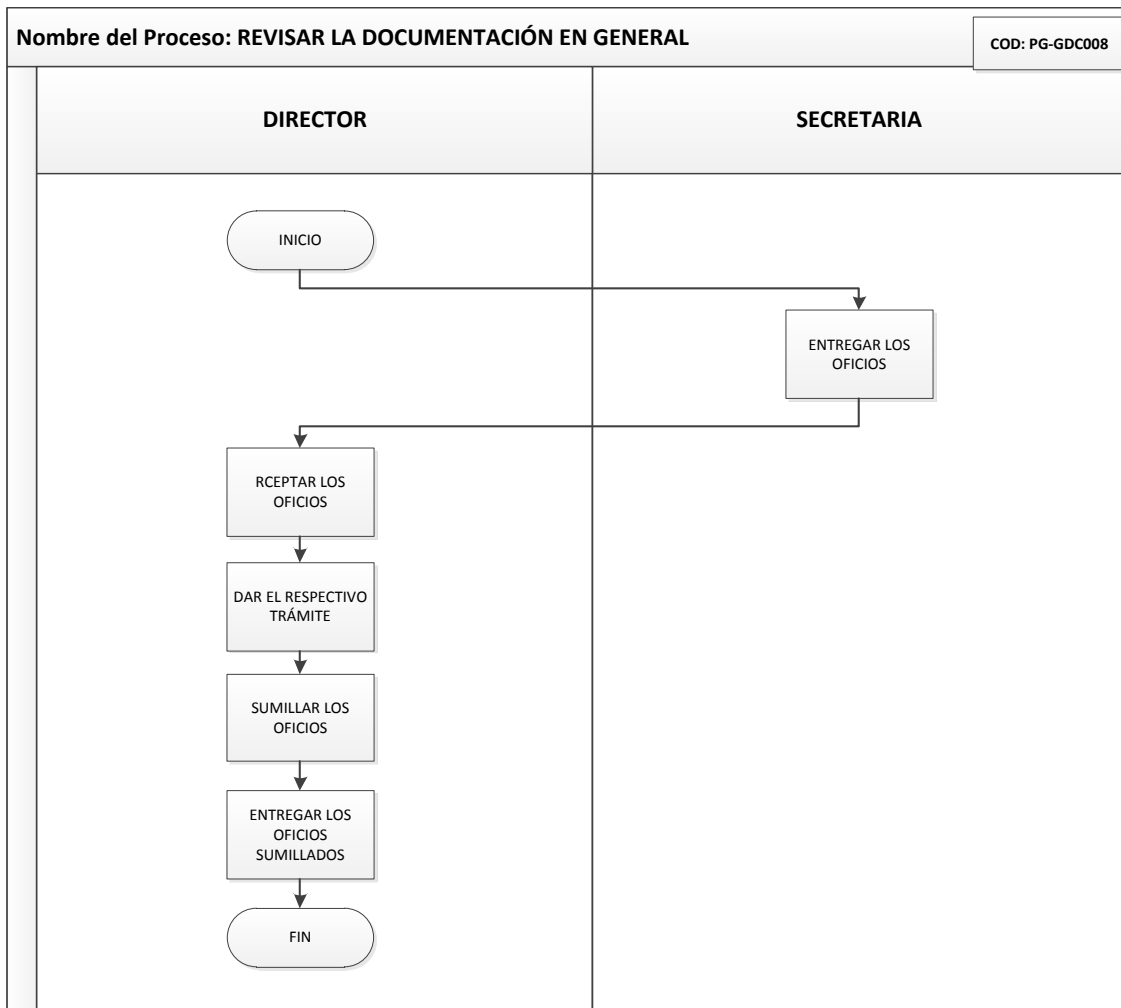 Nombre del Proceso: REVISAR LA DOCUMENTACIÓN EN GENERAL
COD: PG-GDC008
DIRECTOR
SECRETARIA
INICIO
ENTREGAR LOS
OFICIOS
RCEPTAR LOS
OFICIOS
DAR EL RESPECTIVO
TRÁMITE
SUMILLAR LOS
OFICIOS
ENTREGAR LOS
OFICIOS
SUMILLADOS
FIN